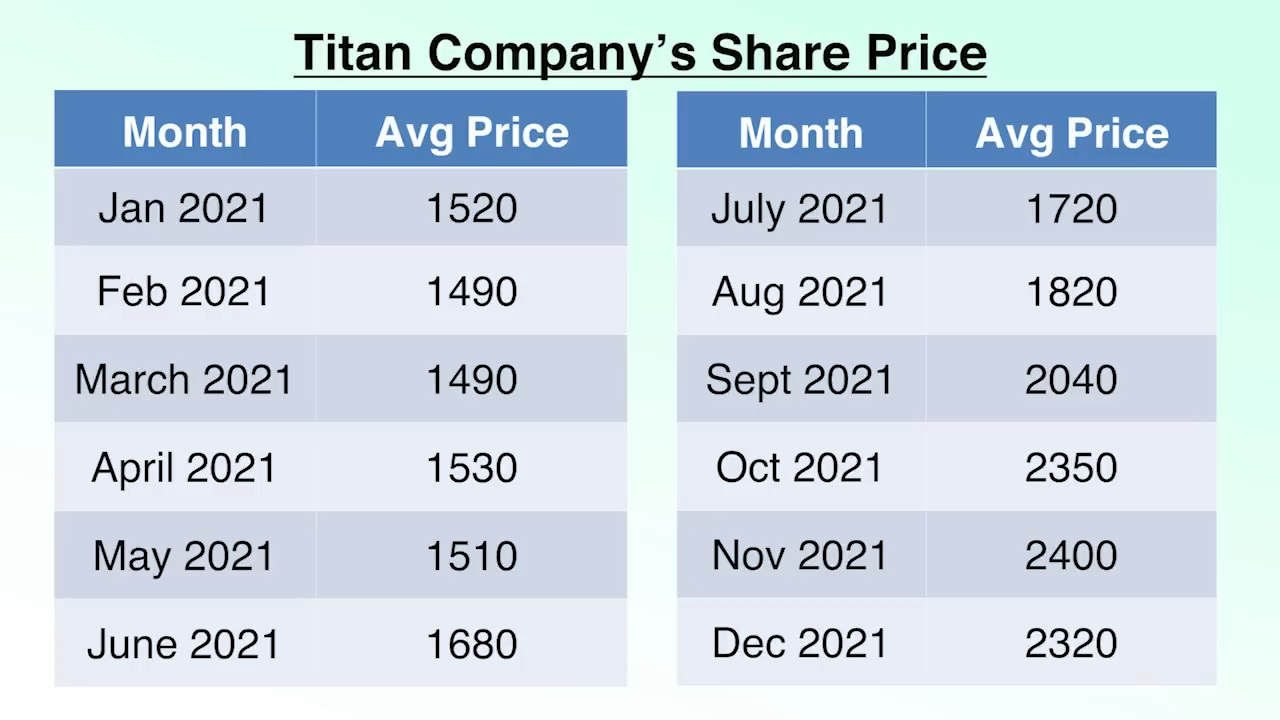 Titan Company’s Share Price
Month Avg Price
Jan 2021 1520
Feb 2021 1490
March 2021 1490
April 2021 1530
May 2021 1510
June 2021 1680
Month Avg Price
July 2021 1720
Aug 2021 1820
Sept 2021 2040
Oct 2021 2350
Nov 2021 2400
Dec 2021 2320